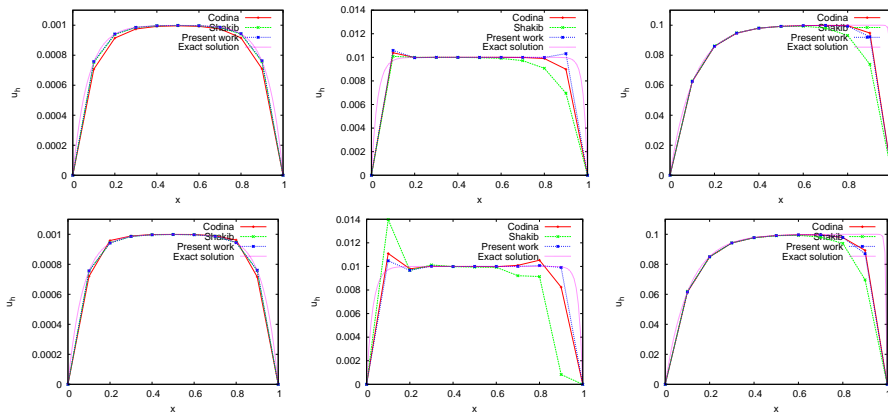 0.001
0.0008
0.0006
0.0004
0.0002
0
0 0.2 0.4 0.6 0.8 1
u_h
x
Codina
Shakib
Present work
Exact solution
0.014
0.012
0.01
0.008
0.006
0.004
0.002
0
0 0.2 0.4 0.6 0.8 1
u_h
x
Codina
Shakib
Present work
Exact solution
0.1
0.08
0.06
0.04
0.02
0
0 0.2 0.4 0.6 0.8
u_h
x
Codina
Shakib
Present work
Exact solution
0.001
0.0008
0.0006
0.0004
0.0002
0
0 0.2 0.4 0.6 0.8 1
u_h
x
Codina
Shakib
Present work
Exact solution
0.014
0.012
0.01
0.008
0.006
0.004
0.002
0
0 0.2 0.4 0.6 0.8 1
u_h
x
Codina
Shakib
Present work
Exact solution
0.1
0.08
0.06
0.04
0.02
0
0 0.2 0.4 0.6 0.8 1
u_h
x
Codina
Shakib
Present work
Exact solution